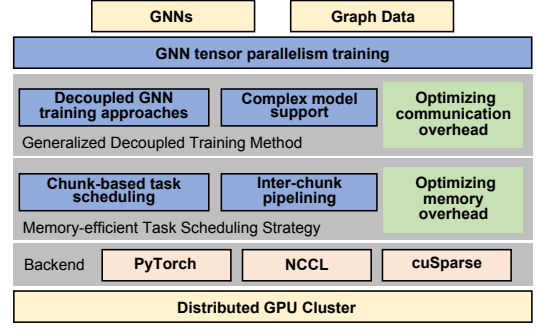 GNNs
Graph Data
GNN tensor parallelism training
Decoupled GNN
training approaches
Complex model
support
Optimizing
communication
overhead
Generalized Decoupled Training Method
Chunk-based task
scheduling
Inter-chunk
pipelining
Optimizing
memory
overhead
Memory-efficient Task Scheduling Strategy
Backend
PyTorch
NCCL
cuSparse
Distributed GPU Cluster